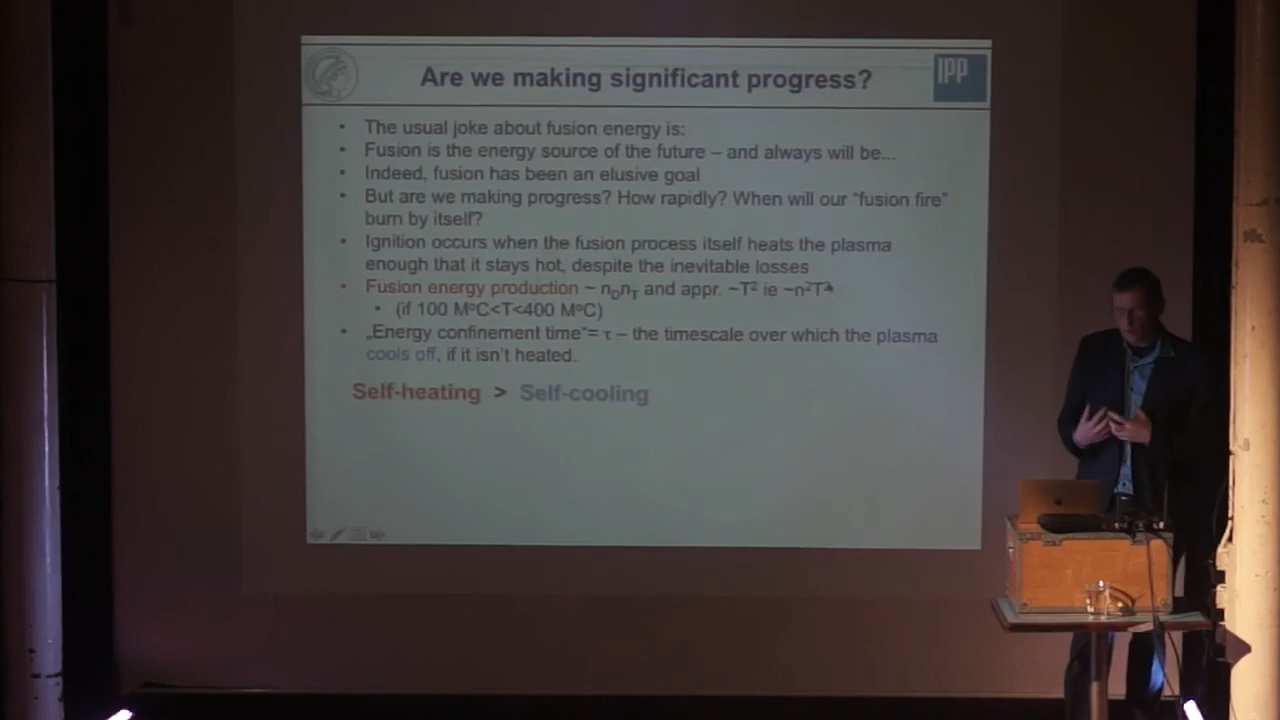 Are we making significant progress?
IPP
• The usual joke about fusion energy is:
• Fusion is the energy source of the future – and always will be...
• Indeed, fusion has been an elusive goal
• But are we making progress? How rapidly? When will our "fusion fire"
burn by itself?
• Ignition occurs when the fusion process itself heats the plasma
enough that it stays hot, despite the inevitable losses
• Fusion energy production ~ nDnT and appr. ~T² ie ~n²T²
• (if 100 MºC<T<400 MºC)
• „Energy confinement time"= τ – the timescale over which the plasma
cools off, if it isn't heated.
Self-heating > Self-cooling